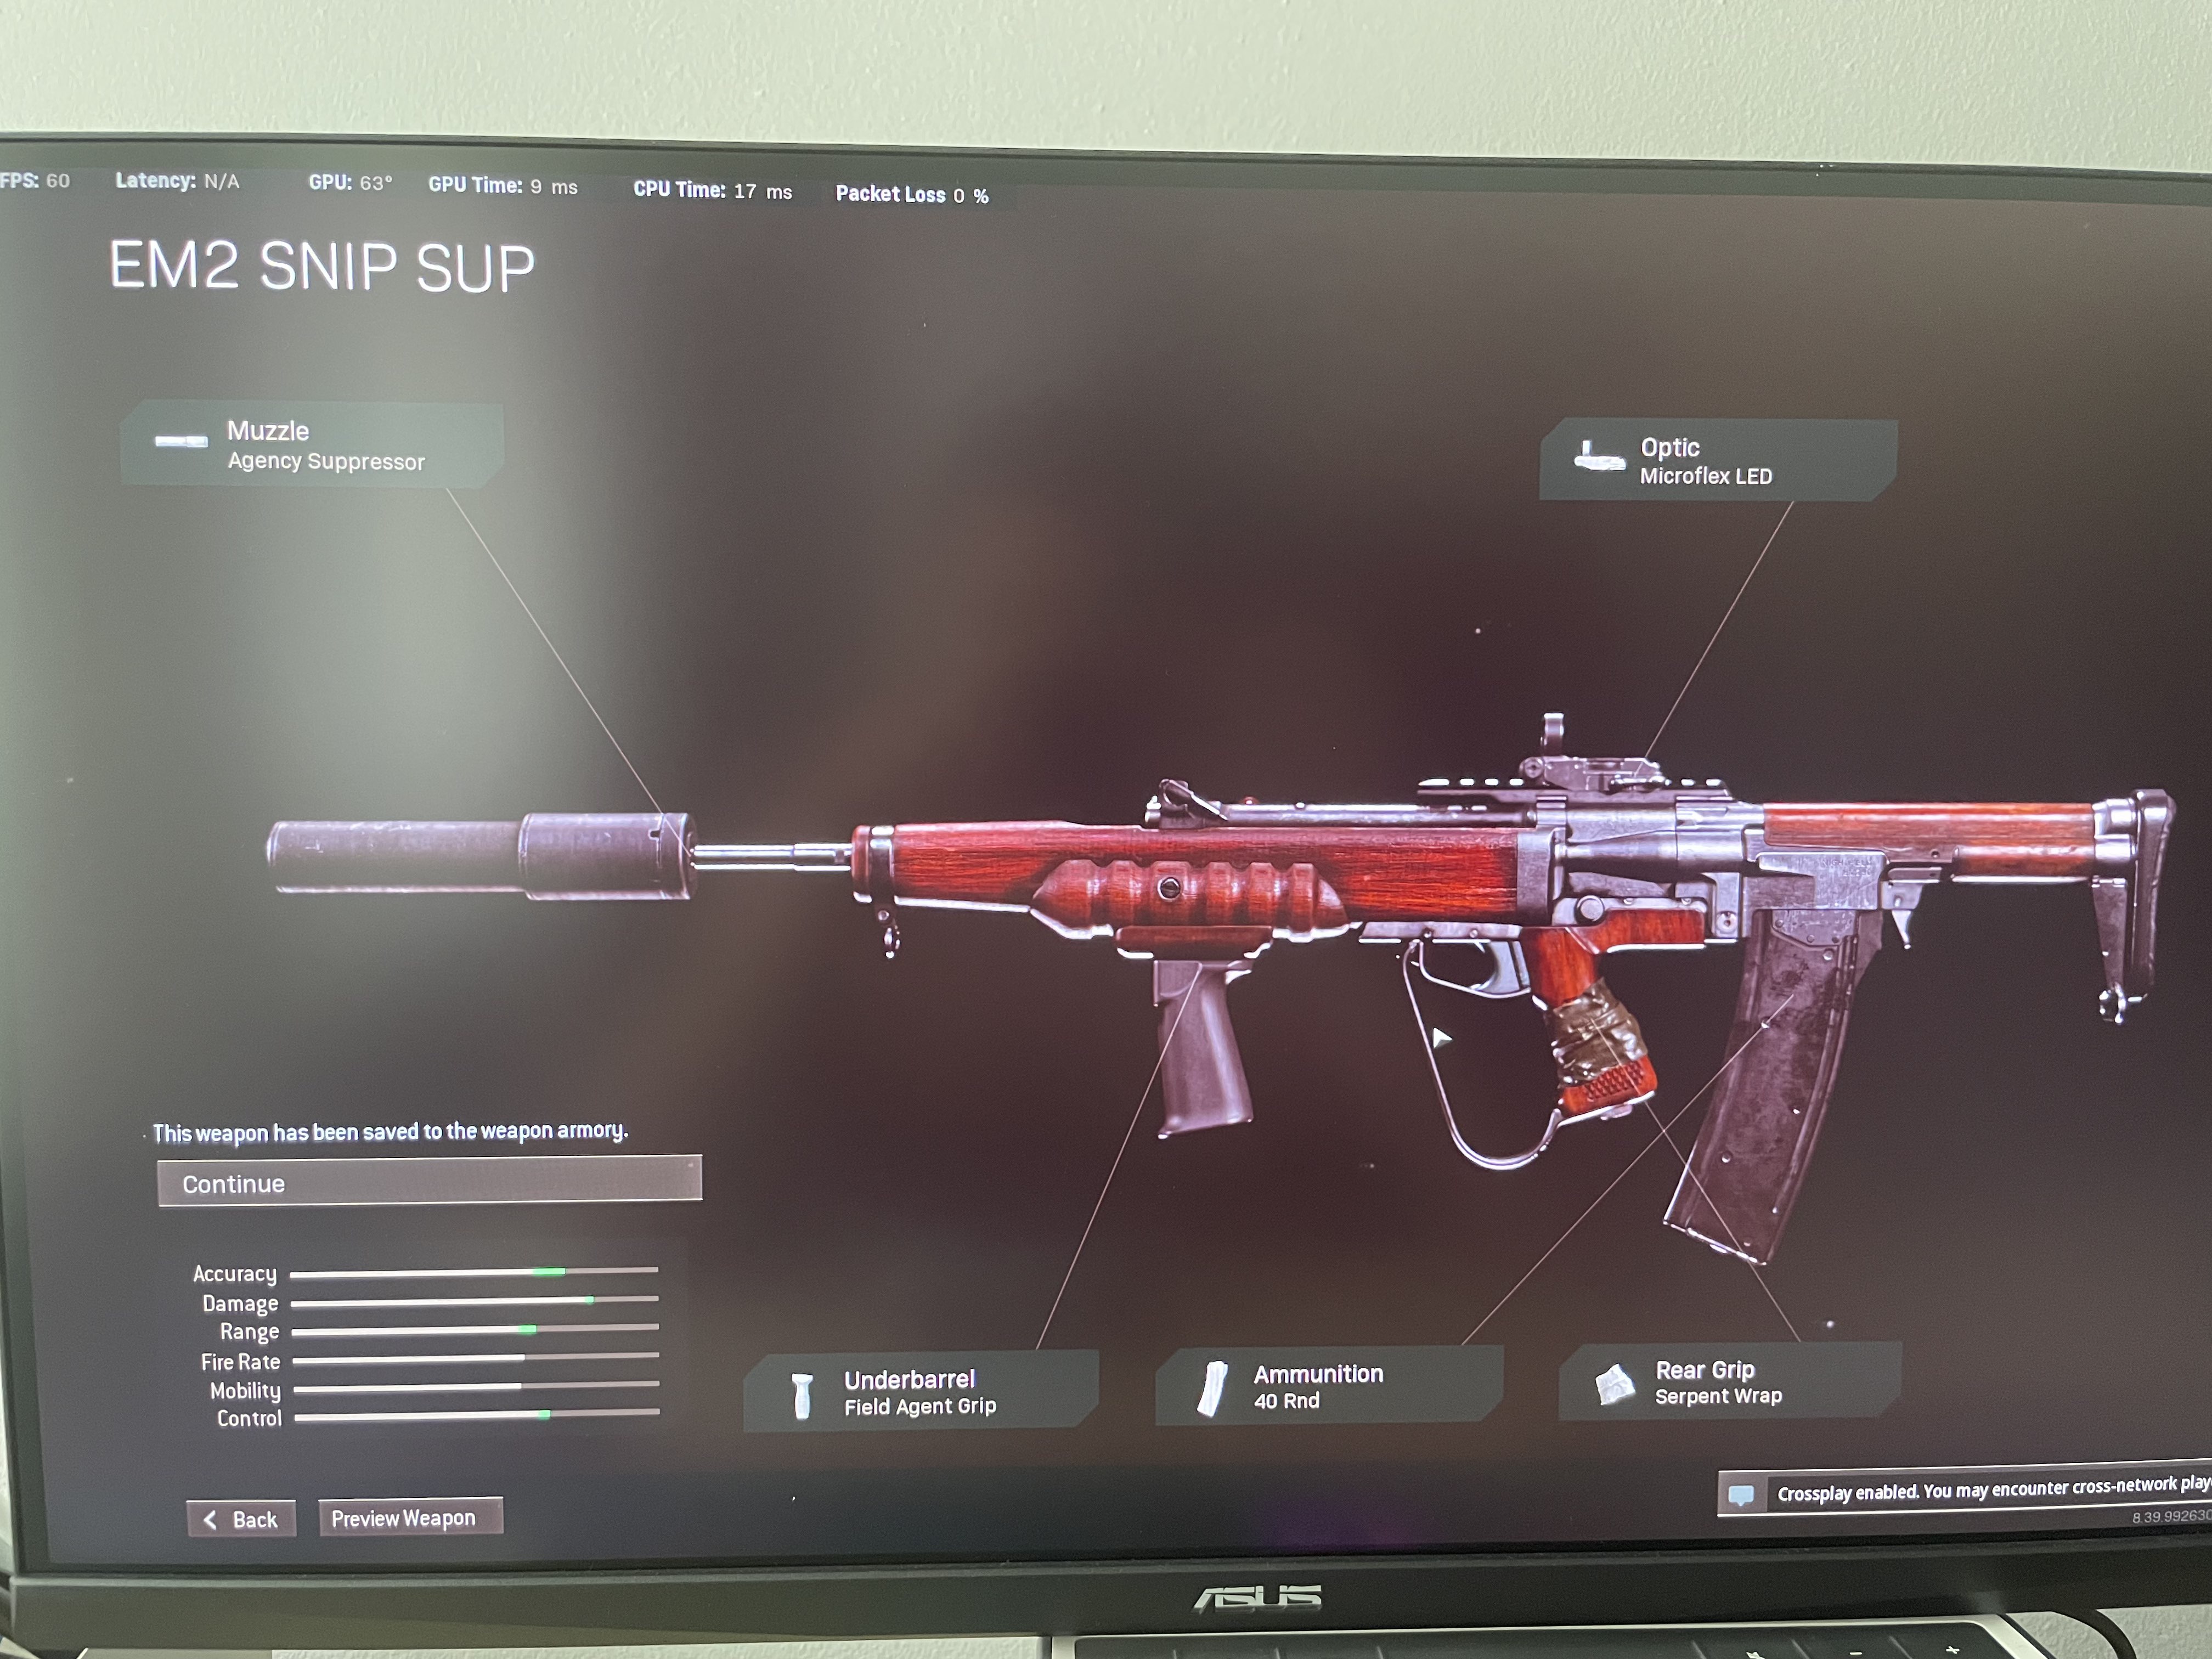 FPS: 60 Latency: N/A GPU: 63° GPU Time: 9 ms CPU Time: 17 ms Packet Loss 0 %
EM2 SNIP SUP
Muzzle
Agency Suppressor
Optic
Microflex LED
This weapon has been saved to the weapon armory.
Continue
Accuracy
Damage
Range
Fire Rate
Mobility
Control
Underbarrel
Field Agent Grip
Ammunition
40 Rnd
Rear Grip
Serpent Wrap
Back
Preview Weapon
Crossplay enabled. You may encounter cross-network
8.39.992630
ASUS